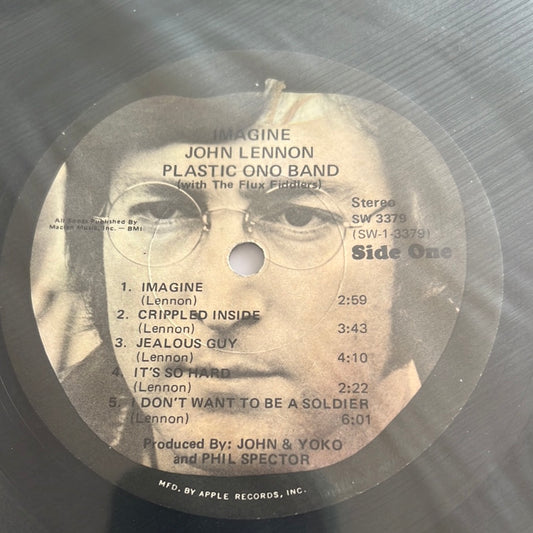 IMAGINE
JOHN LENNON
PLASTIC ONO BAND
(with The Flux Fiddlers)
All Songs Published By
Maclen Music, Inc. — BMI
Stereo
SW 3379
(SW-1-3379)
Side One
1. IMAGINE
(Lennon) 2:59
2. CRIPPLED INSIDE
(Lennon) 3:43
3. JEALOUS GUY
(Lennon) 4:10
4. IT'S SO HARD
(Lennon) 2:22
5. I DON'T WANT TO BE A SOLDIER
(Lennon) 6:01
Produced By: JOHN & YOKO
and PHIL SPECTOR
MFD. BY APPLE RECORDS, INC.